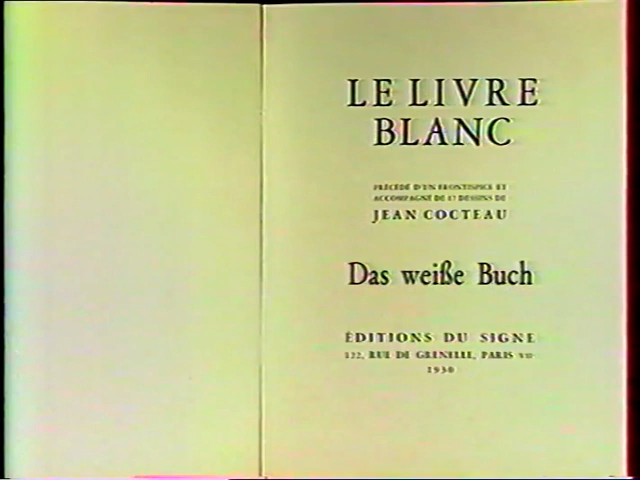 LE LIVRE
BLANC
PRÉCÉDÉ D'UN FRONTISPICE ET
ACCOMPAGNÉ DE 17 DESSINS DE
JEAN COCTEAU
Das weiße Buch
ÉDITIONS DU SIGNE
122, RUE DE GRENELLE, PARIS VIIe
1930